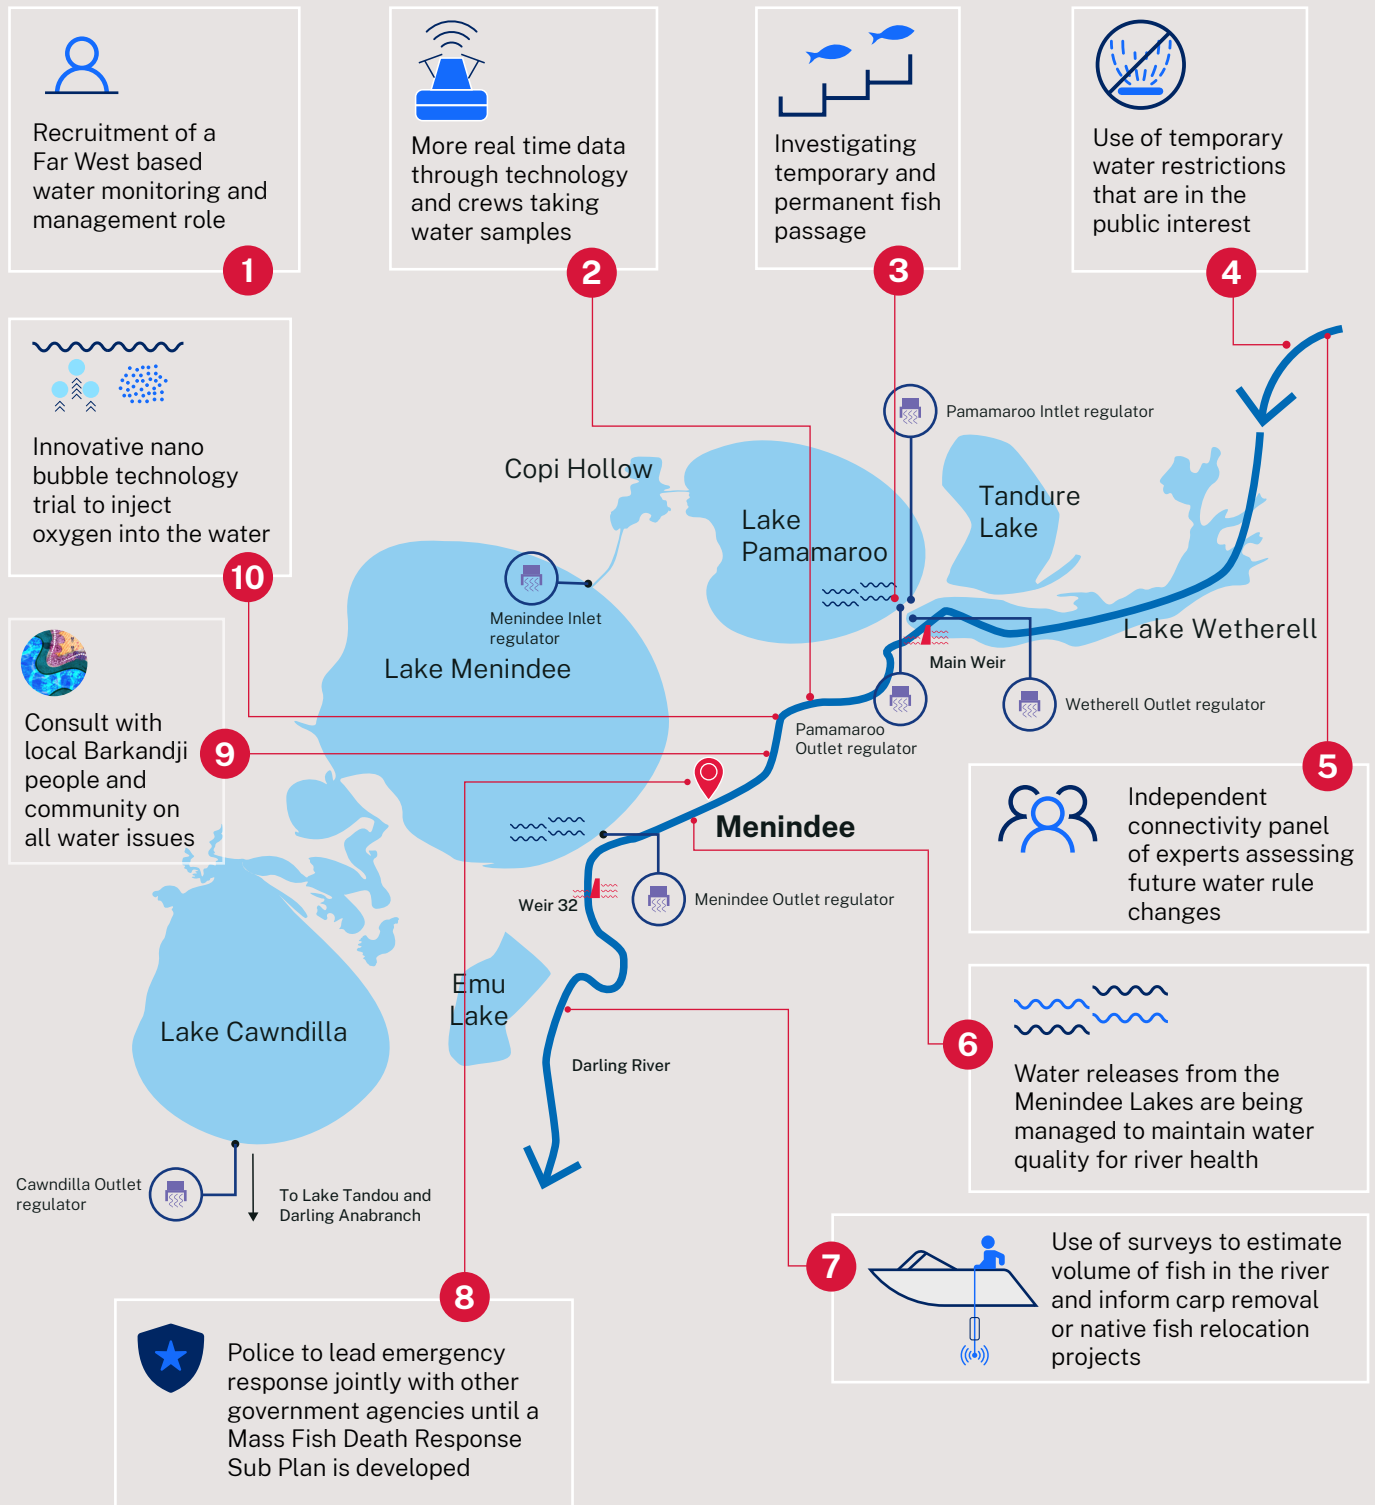 Recruitment of a
Far West based
water monitoring and
management role
1
More real time data
through technology
and crews taking
water samples
2
Investigating
temporary and
permanent fish
passage
3
Use of temporary
water restrictions
that are in the
public interest
4
Innovative nano
bubble technology
trial to inject
oxygen into the water
10
Pamamaroo Intlet regulator
Copi Hollow
Lake
Pamamaroo
Tandure
Lake
Menindee Inlet
regulator
Lake Menindee
Lake Wetherell
Main Weir
Wetherell Outlet regulator
Pamamaroo
Outlet regulator
Consult with
local Barkandji
people and
community on
all water issues
9
5
Independent
connectivity panel
of experts assessing
future water rule
changes
Menindee
Weir 32
Menindee Outlet regulator
Emu
Lake
Lake Cawndilla
Darling River
6
Water releases from the
Menindee Lakes are being
managed to maintain water
quality for river health
Cawndilla Outlet
regulator
To Lake Tandou and
Darling Anabranch
7
Use of surveys to estimate
volume of fish in the river
and inform carp removal
or native fish relocation
projects
8
Police to lead emergency
response jointly with other
government agencies until a
Mass Fish Death Response
Sub Plan is developed